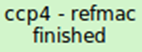 ccp4 - refmac
finished